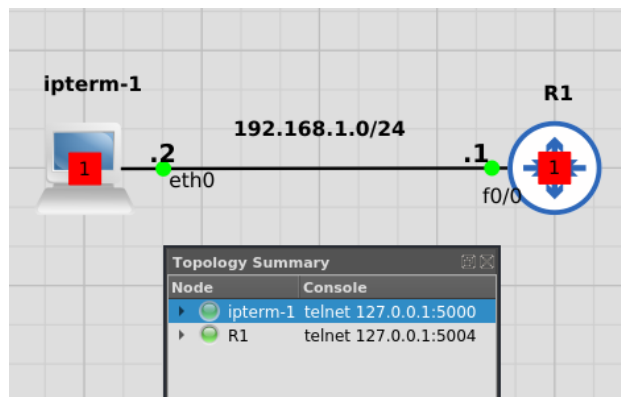 ipterm-1
R1
192.168.1.0/24
.2
.1
1
1
eth0
f0/0
Topology Summary
Node Console
ipterm-1 telnet 127.0.0.1:5000
R1 telnet 127.0.0.1:5004